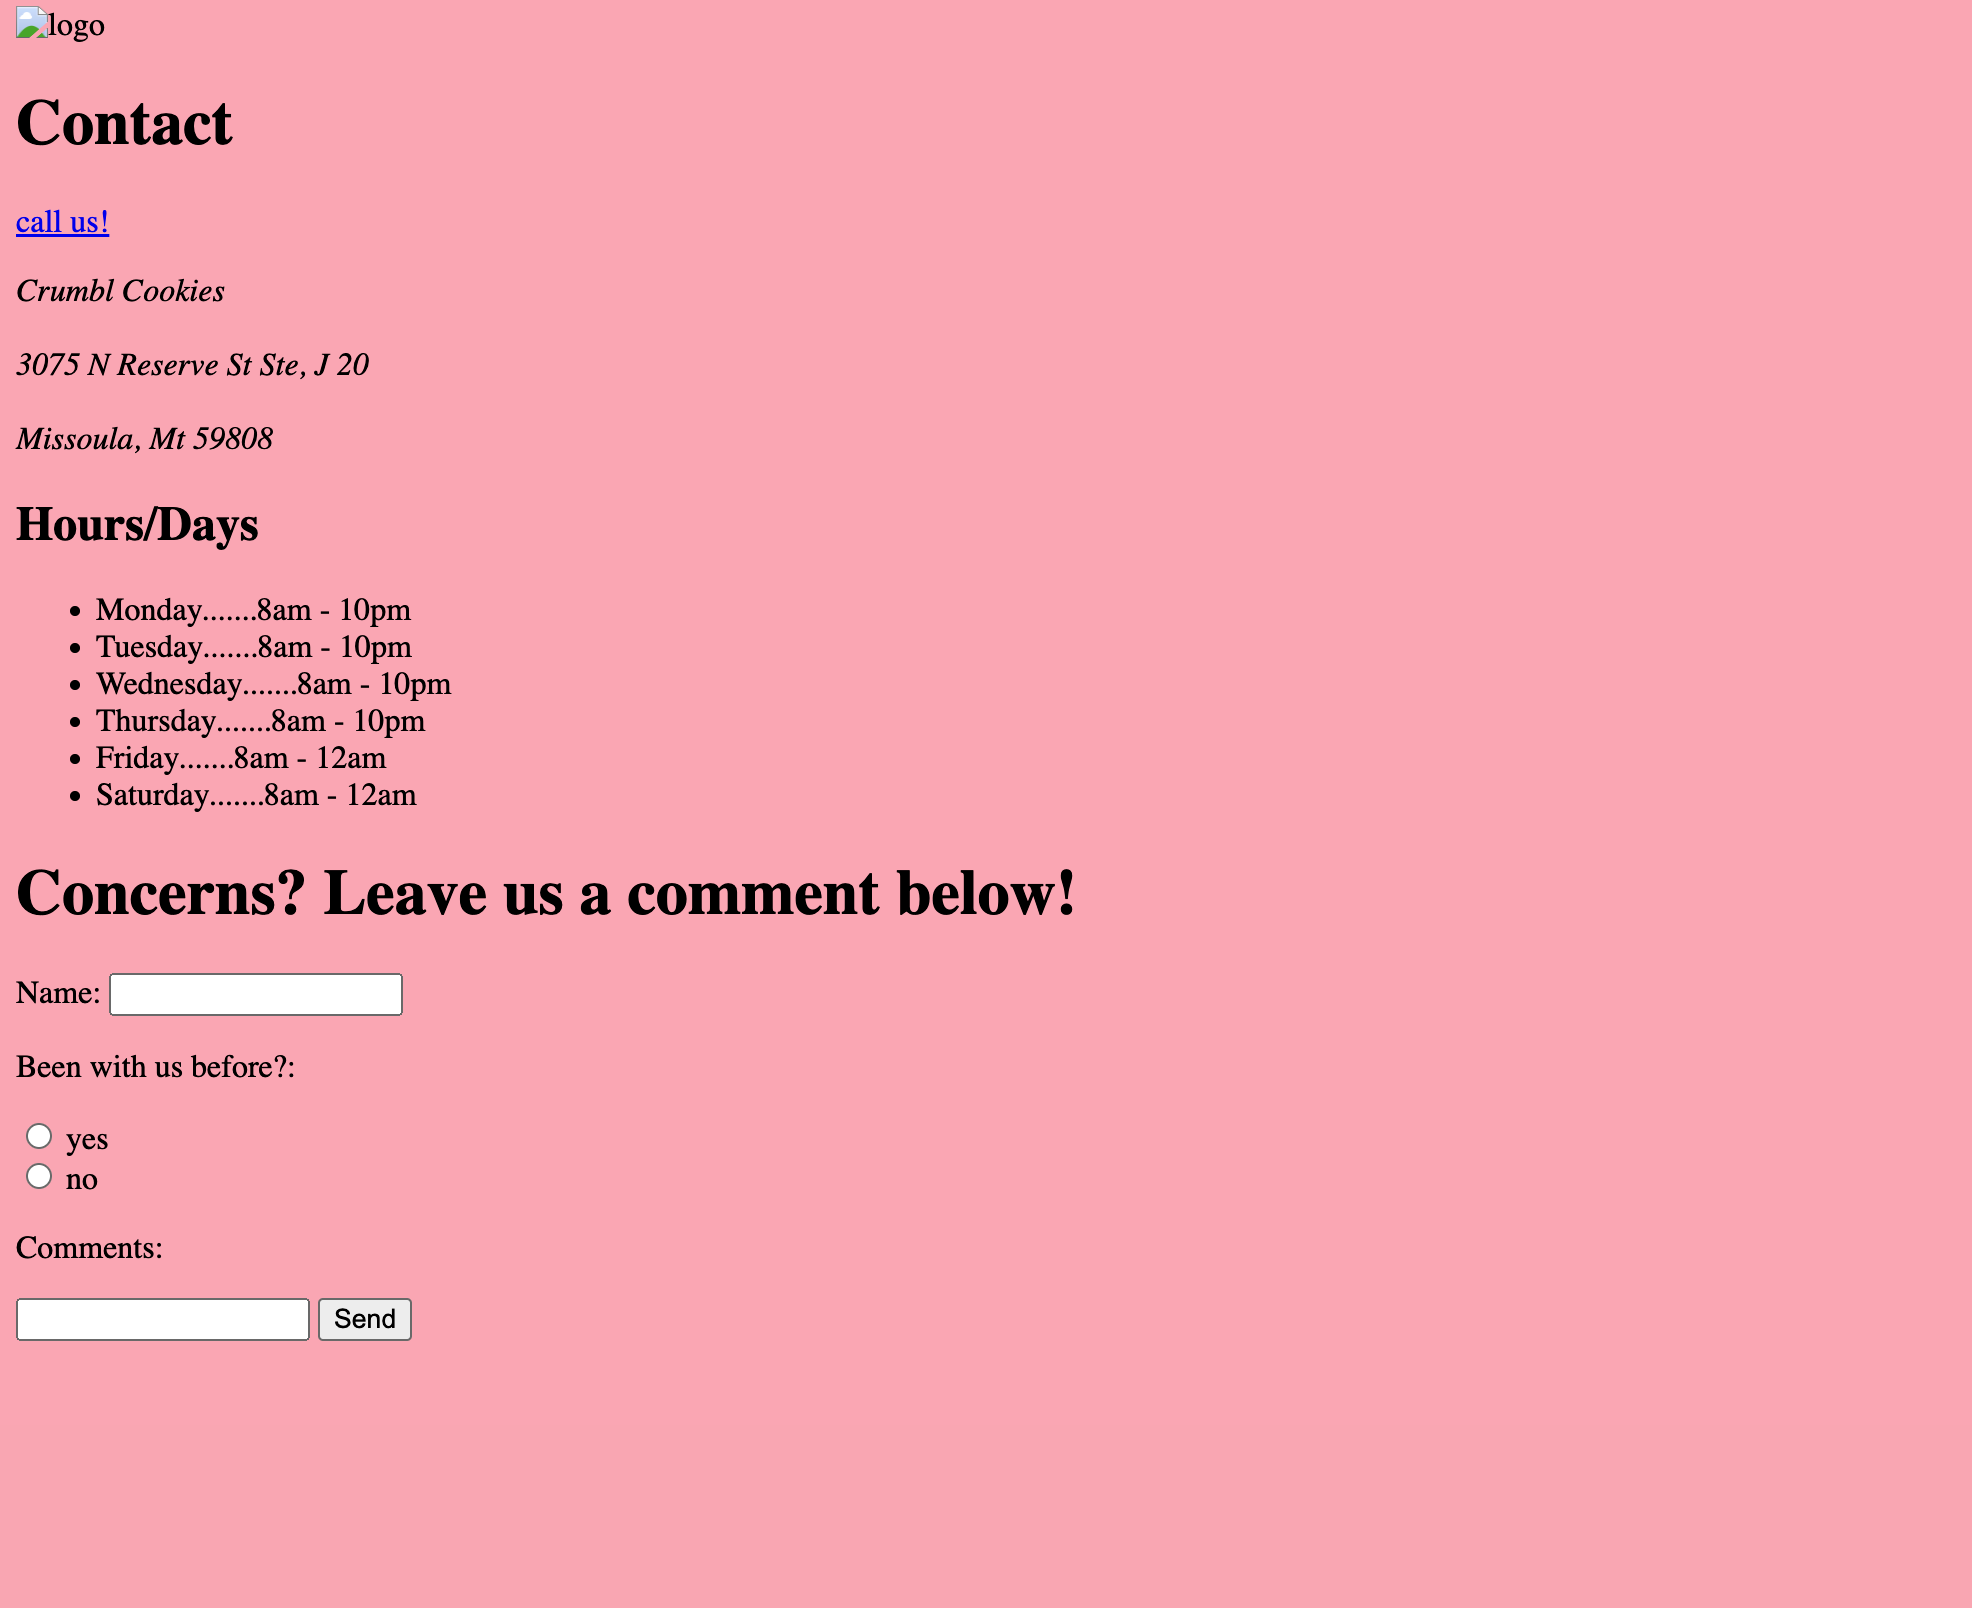 logo
Contact
call us!
Crumbl Cookies
3075 N Reserve St Ste, J 20
Missoula, Mt 59808
Hours/Days
Monday.......8am - 10pm
Tuesday.......8am - 10pm
Wednesday.......8am - 10pm
Thursday.......8am - 10pm
Friday.......8am - 12am
Saturday.......8am - 12am
Concerns? Leave us a comment below!
Name:
Been with us before?:
yes
no
Comments:
Send